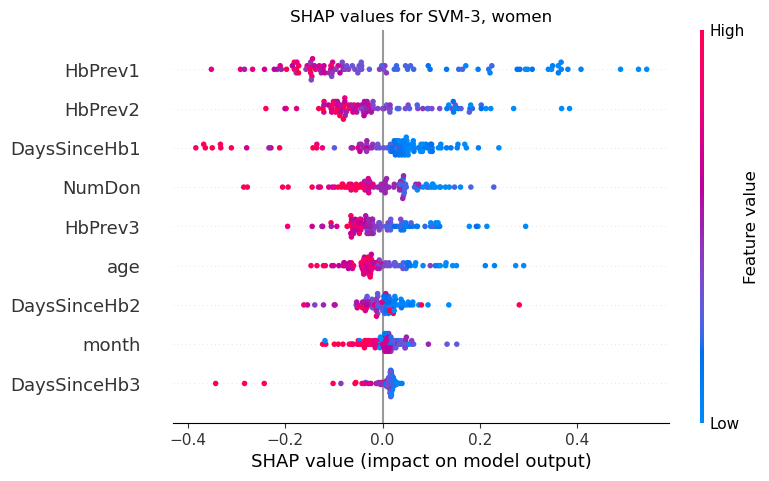 SHAP values for SVM-3, women
High
HbPrev1
HbPrev2
DaysSinceHb1
NumDon
HbPrev3
age
DaysSinceHb2
month
DaysSinceHb3
Feature value
Low
−0.4 −0.2 0.0 0.2 0.4
SHAP value (impact on model output)